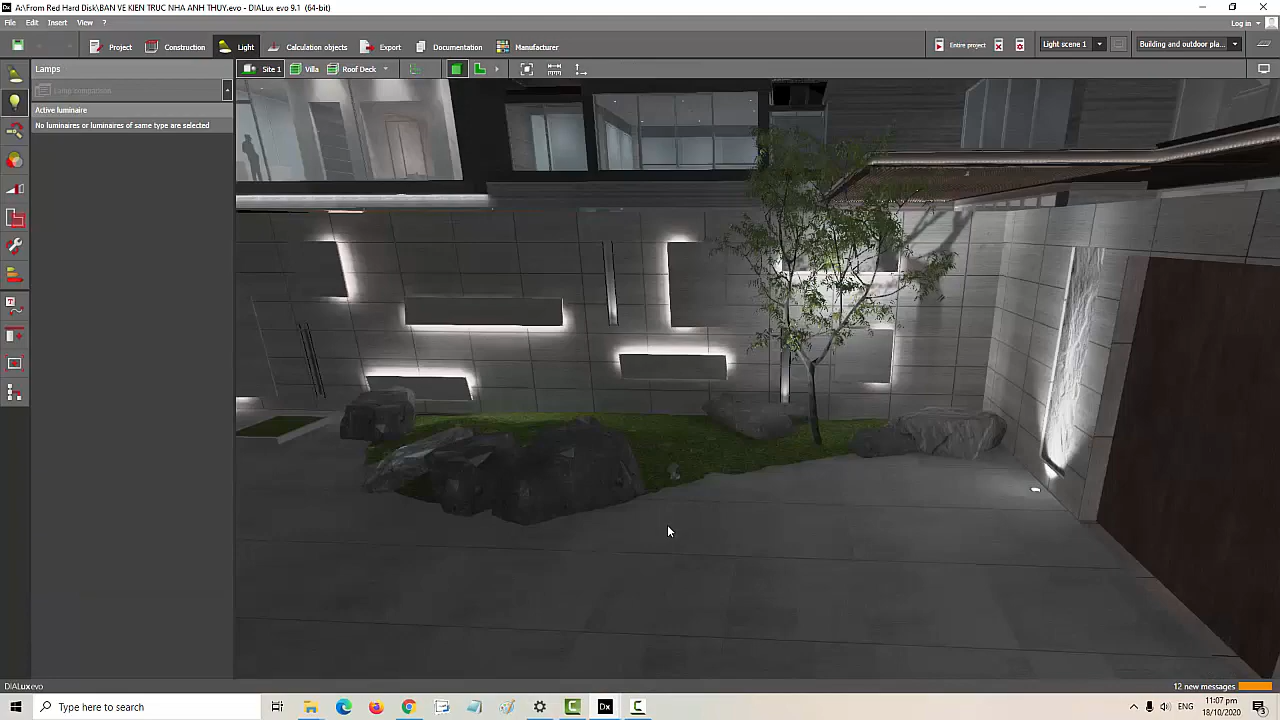 A:\From Red Hard Disk\BAN VE KIEN TRUC NHA ANH THUY.evo - DIALux evo 9.1 (64-bit)
File Edit Insert View ?
Log in
Project Construction Light Calculation objects Export Documentation Manufacturer
Entire project Light scene 1 Building and outdoor pla...
Lamps
Site 1 Villa Roof Deck
Lamp comparison
Active luminaire
No luminaires or luminaires of same type are selected
DIALux evo
12 new messages
Type here to search
ENG
11:07 pm
18/10/2020